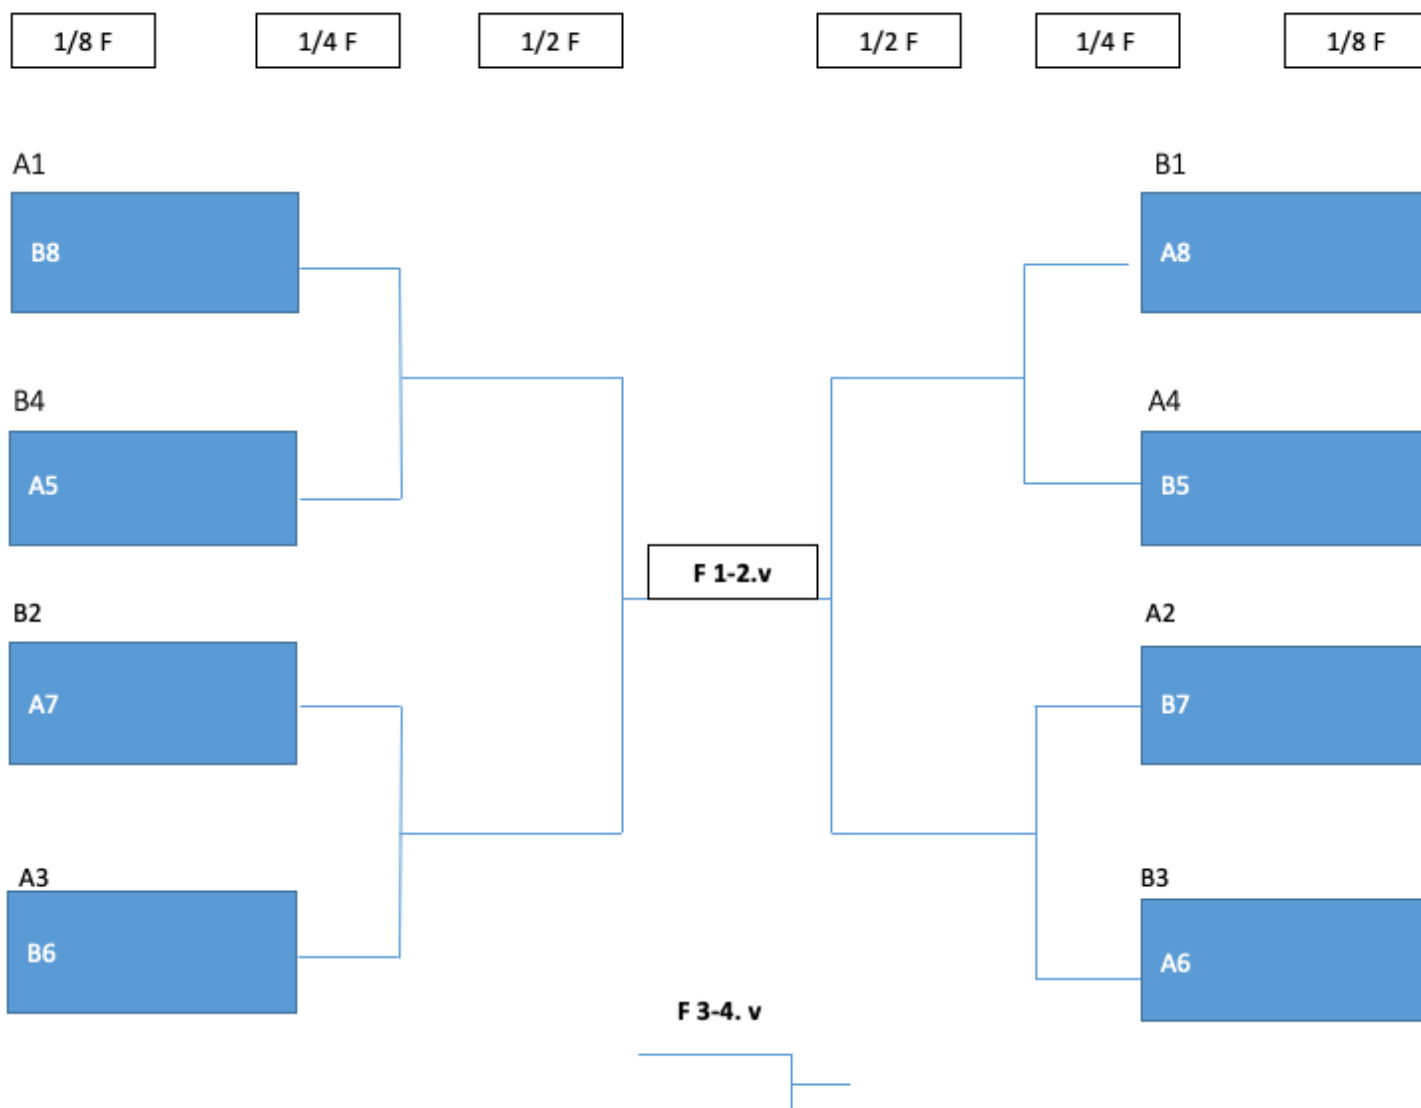 1/8 F
1/4 F
1/2 F
1/2 F
1/4 F
1/8 F
A1
B1
B8
A8
B4
A4
A5
B5
F 1-2.v
B2
A2
A7
B7
A3
B3
B6
A6
F 3-4. v